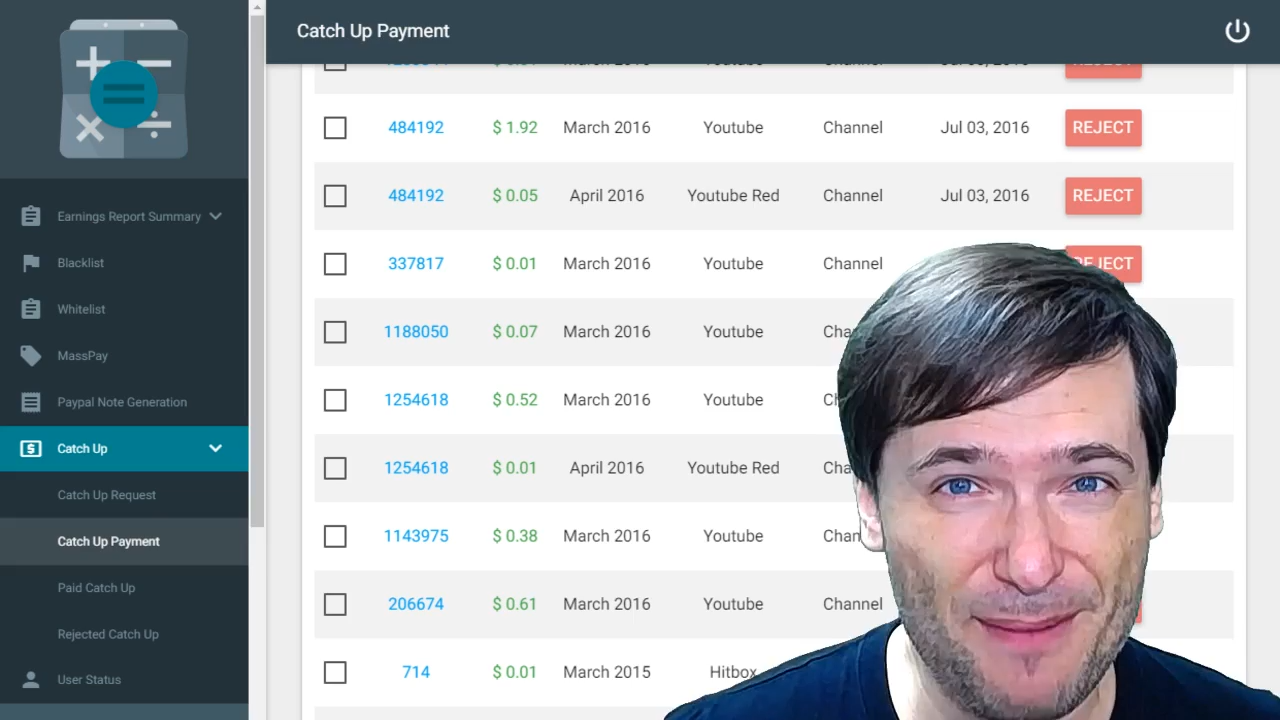 Catch Up Payment
484192 $ 1.92 March 2016 Youtube Channel Jul 03, 2016 REJECT
484192 $ 0.05 April 2016 Youtube Red Channel Jul 03, 2016 REJECT
337817 $ 0.01 March 2016 Youtube Channel REJECT
1188050 $ 0.07 March 2016 Youtube
1254618 $ 0.52 March 2016 Youtube
1254618 $ 0.01 April 2016 Youtube Red
1143975 $ 0.38 March 2016 Youtube
206674 $ 0.61 March 2016 Youtube Channel
714 $ 0.01 March 2015 Hitbox
Earnings Report Summary
Blacklist
Whitelist
MassPay
Paypal Note Generation
Catch Up
Catch Up Request
Catch Up Payment
Paid Catch Up
Rejected Catch Up
User Status